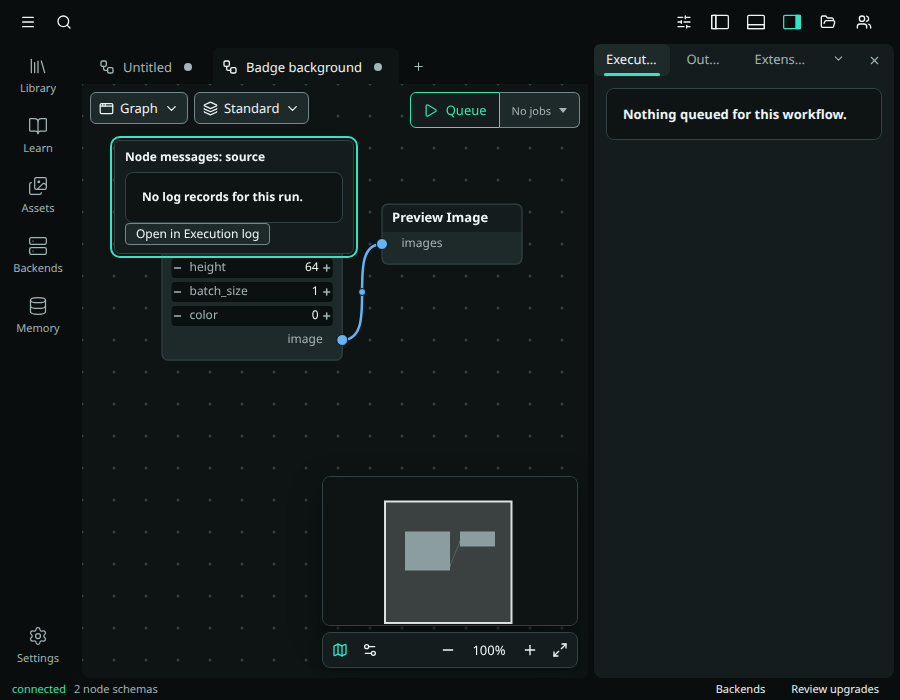 Library
Learn
Assets
Backends
Memory
Settings
Untitled
Badge background
Graph
Standard
Queue
No jobs
Node messages: source
No log records for this run.
Open in Execution log
height 64
batch_size 1
color 0
image
Preview Image
images
100%
Execut... Out... Extens...
Nothing queued for this workflow.
connected 2 node schemas
Backends Review upgrades